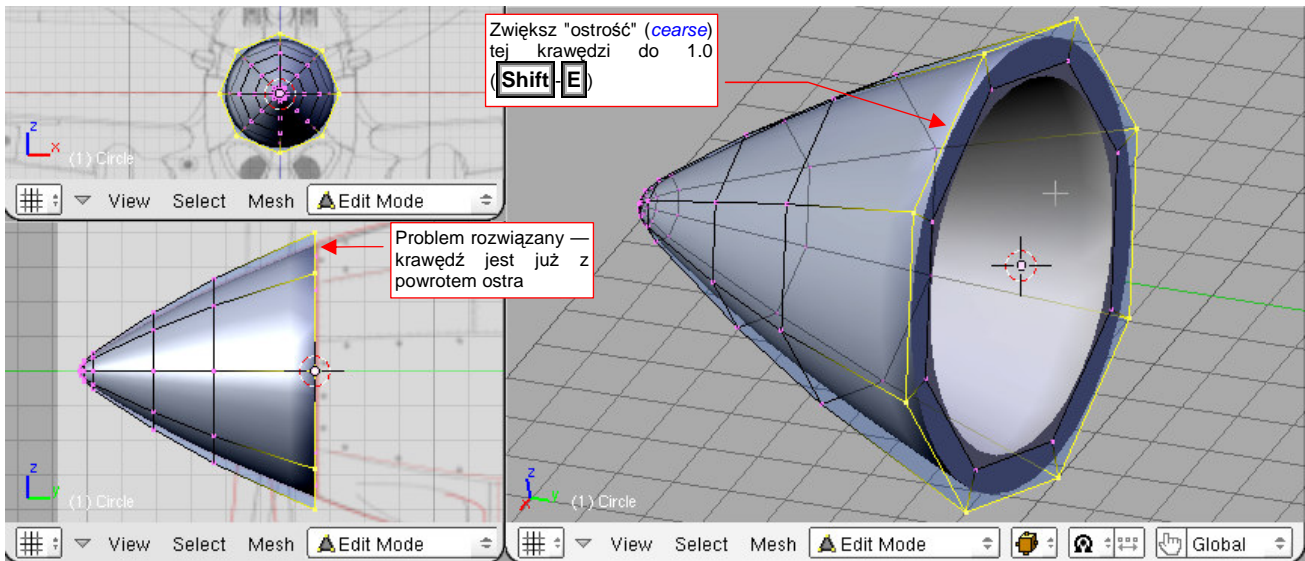 z
x
(1) Circle
View Select Mesh Edit Mode
Zwiększ "ostrość" (cearse)
tej krawędzi do 1.0
(Shift-E)
Problem rozwiązany —
krawędź jest już z
powrotem ostra
z
y
(1) Circle
View Select Mesh Edit Mode
z
y
x
(1) Circle
View Select Mesh Edit Mode Global